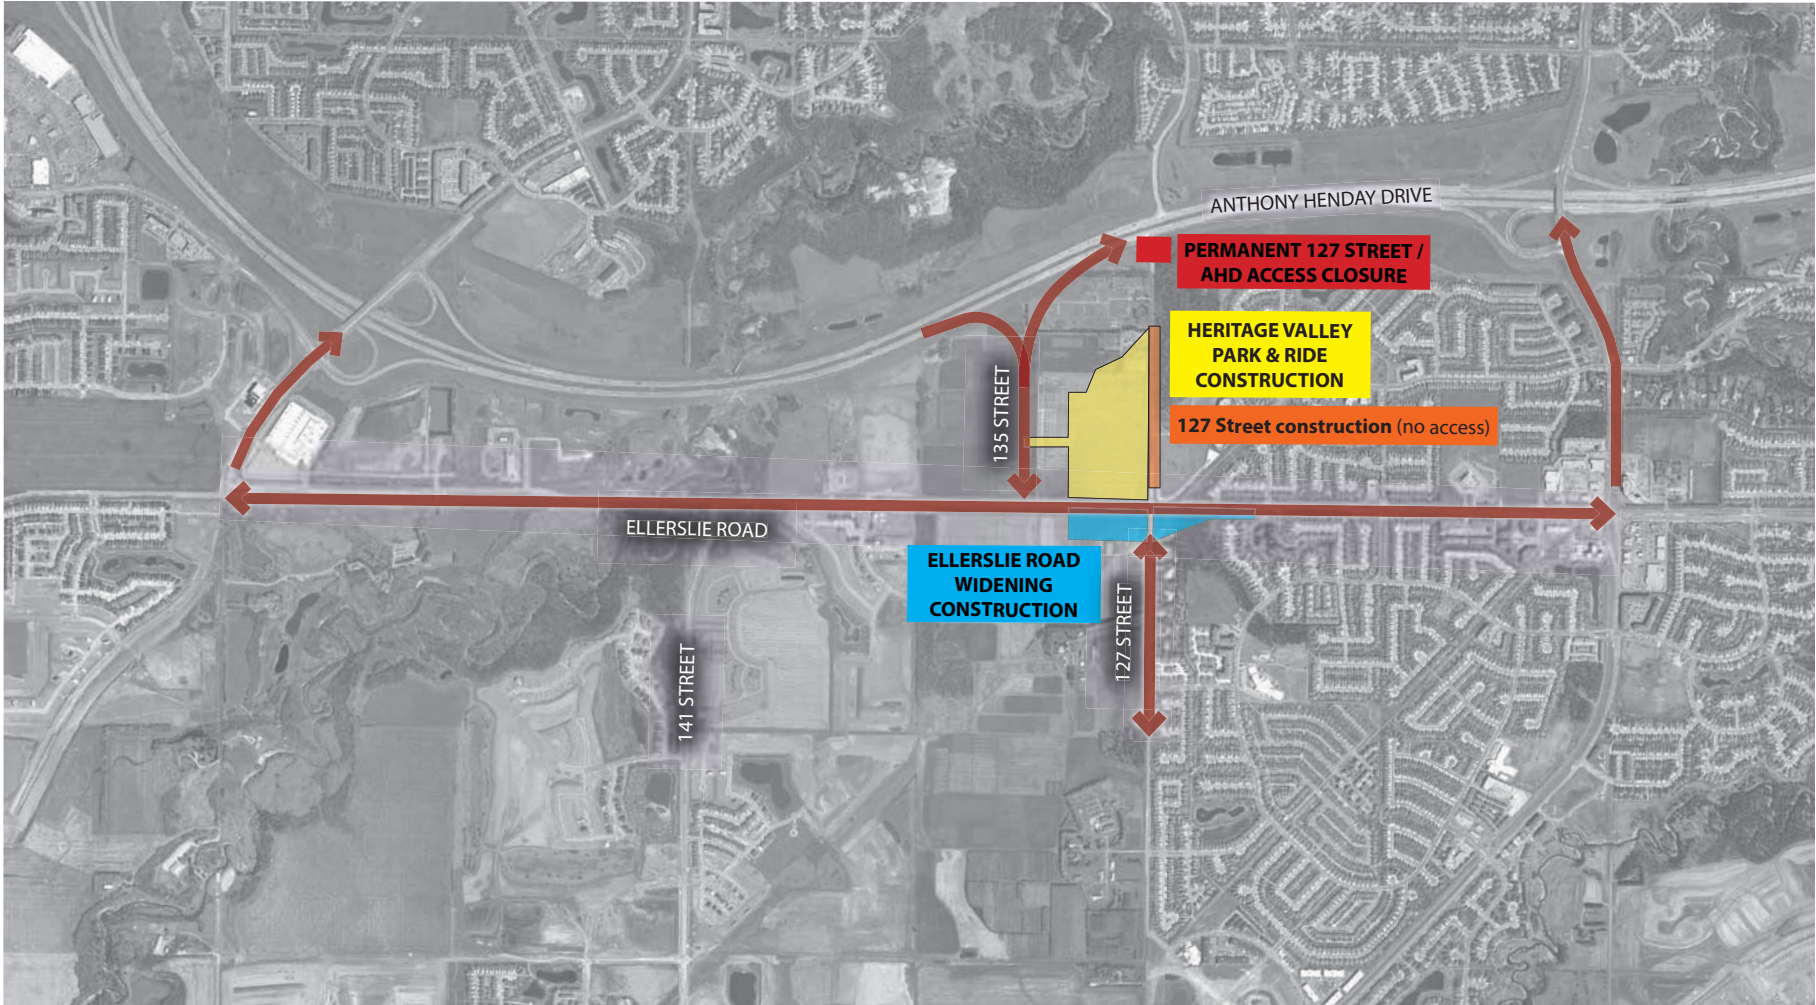 ANTHONY HENDAY DRIVE
PERMANENT 127 STREET /
AHD ACCESS CLOSURE
HERITAGE VALLEY
PARK & RIDE
CONSTRUCTION
127 Street construction (no access)
135 STREET
ELLERSLIE ROAD
ELLERSLIE ROAD
WIDENING
CONSTRUCTION
127 STREET
141 STREET